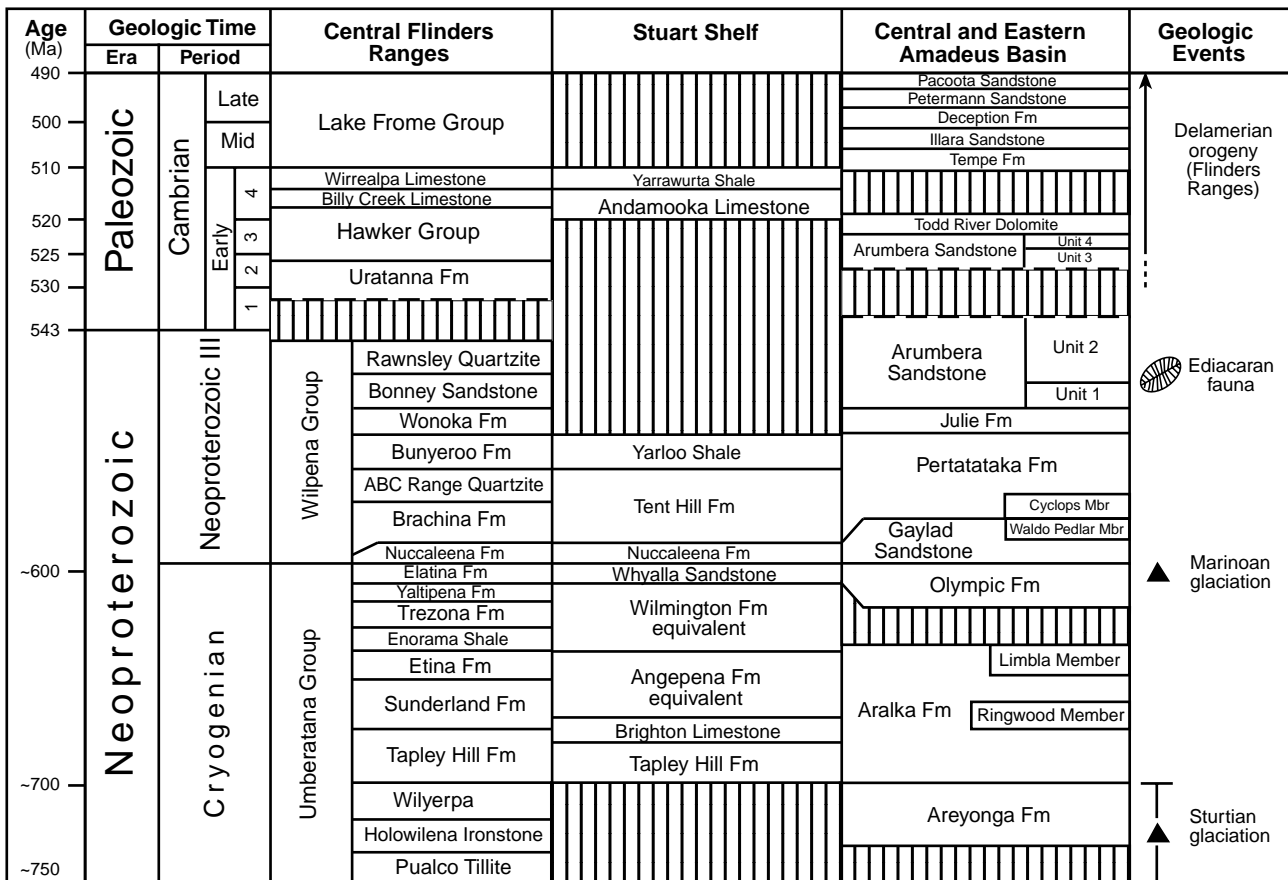 Age
(Ma)
Geologic Time
Era
Period
Central Flinders
Ranges
Stuart Shelf
Central and Eastern
Amadeus Basin
Geologic
Events
490
500
510
520
525
530
543
~600
~700
~750
Paleozoic
Neoproterozoic
Cambrian
Neoproterozoic III
Cryogenian
Late
Mid
Early
4
3
2
1
Wilpena Group
Umberatana Group
Lake Frome Group
Wirrealpa Limestone
Billy Creek Limestone
Hawker Group
Uratanna Fm
Rawnsley Quartzite
Bonney Sandstone
Wonoka Fm
Bunyeroo Fm
ABC Range Quartzite
Brachina Fm
Nuccaleena Fm
Elatina Fm
Yaltipena Fm
Trezona Fm
Enorama Shale
Etina Fm
Sunderland Fm
Tapley Hill Fm
Wilyerpa
Holowilena Ironstone
Pualco Tillite
Yarrawurta Shale
Andamooka Limestone
Yarloo Shale
Tent Hill Fm
Nuccaleena Fm
Whyalla Sandstone
Wilmington Fm
equivalent
Angepena Fm
equivalent
Brighton Limestone
Tapley Hill Fm
Pacoota Sandstone
Petermann Sandstone
Deception Fm
Illara Sandstone
Tempe Fm
Todd River Dolomite
Arumbera Sandstone
Unit 4
Unit 3
Arumbera
Sandstone
Unit 2
Unit 1
Julie Fm
Pertatataka Fm
Cyclops Mbr
Waldo Pedlar Mbr
Gaylad
Sandstone
Olympic Fm
Limbla Member
Aralka Fm
Ringwood Member
Areyonga Fm
Delamerian
orogeny
(Flinders
Ranges)
Ediacaran
fauna
Marinoan
glaciation
Sturtian
glaciation